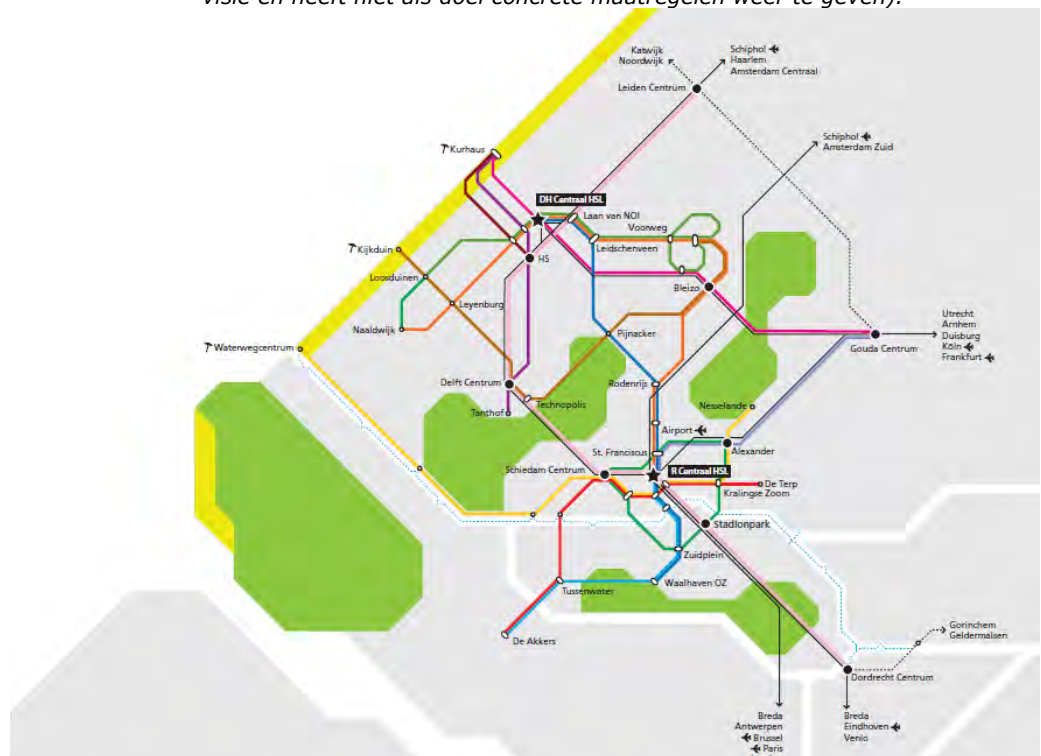 visie en heeft niet als doel concrete maatregelen weer te geven).
Katwijk
Noordwijk
Schiphol
Haarlem
Amsterdam Centraal
Leiden Centrum
Schiphol
Amsterdam Zuid
Kurhaus
DH Centraal HSL
Laan van NOI
Voorweg
Leidschenveen
Kijkduin
HS
Loosduinen
Bleizo
Leyenburg
Naaldwijk
Pijnacker
Waterwegcentrum
Gouda Centrum
Utrecht
Arnhem
Duisburg
Köln
Frankfurt
Delft Centrum
Rodenrijs
Technopolis
Tanthof
Nesselande
Airport
Alexander
St. Franciscus
R Centraal HSL
Schiedam Centrum
De Terp
Kralingse Zoom
Stadionpark
Zuidplein
Tussenwater
Waalhaven OZ
De Akkers
Gorinchem
Geldermalsen
Dordrecht Centrum
Breda
Antwerpen
Brussel
Paris
Breda
Eindhoven
Venlo